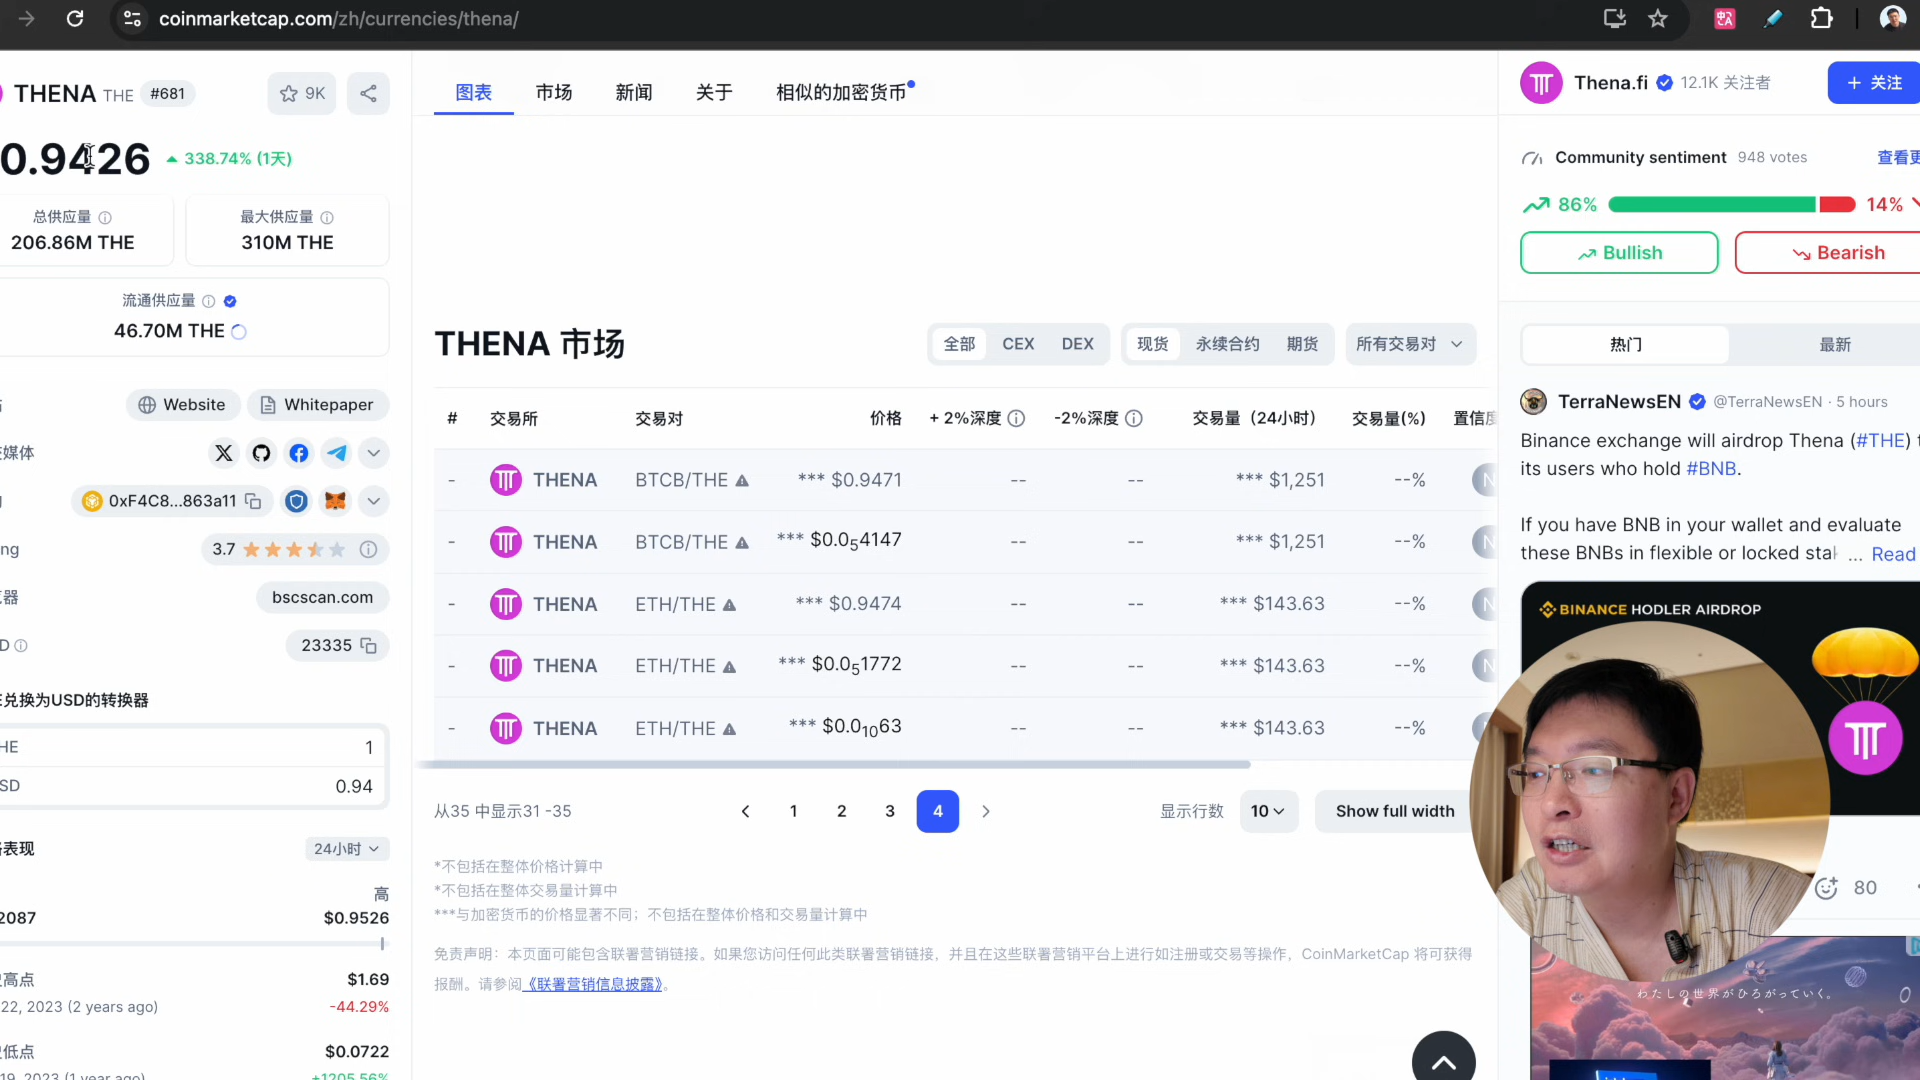 coinmarketcap.com/zh/currencies/thena/
THENA THE #681
9K
0.9426 338.74% (1天)
总供应量
206.86M THE
最大供应量
310M THE
流通供应量
46.70M THE
Website
Whitepaper
媒体
0xF4C8...863a11
ng
3.7
器
bscscan.com
D
23335
兑换为USD的转换器
HE
1
SD
0.94
表现
24小时
高
2087
$0.9526
高点
$1.69
22, 2023 (2 years ago)
-44.29%
低点
$0.0722
19, 2023 (1 year ago)
+1205.56%
图表
市场
新闻
关于
相似的加密货币
THENA 市场
全部
CEX
DEX
现货
永续合约
期货
所有交易对
#
交易所
交易对
价格
+ 2%深度
-2%深度
交易量（24小时）
交易量(%)
置信度
- THENA BTCB/THE *** $0.9471 -- -- *** $1,251 --% N
- THENA BTCB/THE *** $0.0₅4147 -- -- *** $1,251 --% N
- THENA ETH/THE *** $0.9474 -- -- *** $143.63 --% N
- THENA ETH/THE *** $0.0₅1772 -- -- *** $143.63 --% N
- THENA ETH/THE *** $0.0₁₀63 -- -- *** $143.63 --%
从35 中显示31 -35
1
2
3
4
显示行数
10
Show full width
*不包括在整体价格计算中
*不包括在整体交易量计算中
***与加密货币的价格显著不同；不包括在整体价格和交易量计算中
免责声明：本页面可能包含联署营销链接。如果您访问任何此类联署营销链接，并且在这些联署营销平台上进行如注册或交易等操作，CoinMarketCap 将可获得
报酬。请参阅《联署营销信息披露》。
Thena.fi
12.1K 关注者
+ 关注
Community sentiment 948 votes
查看更
86%
14%
Bullish
Bearish
热门
最新
TerraNewsEN @TerraNewsEN · 5 hours
Binance exchange will airdrop Thena (#THE) t
its users who hold #BNB.
If you have BNB in your wallet and evaluate
these BNBs in flexible or locked stak ... Read
BINANCE HODLER AIRDROP
80
わたしの世界がひろがっていく。